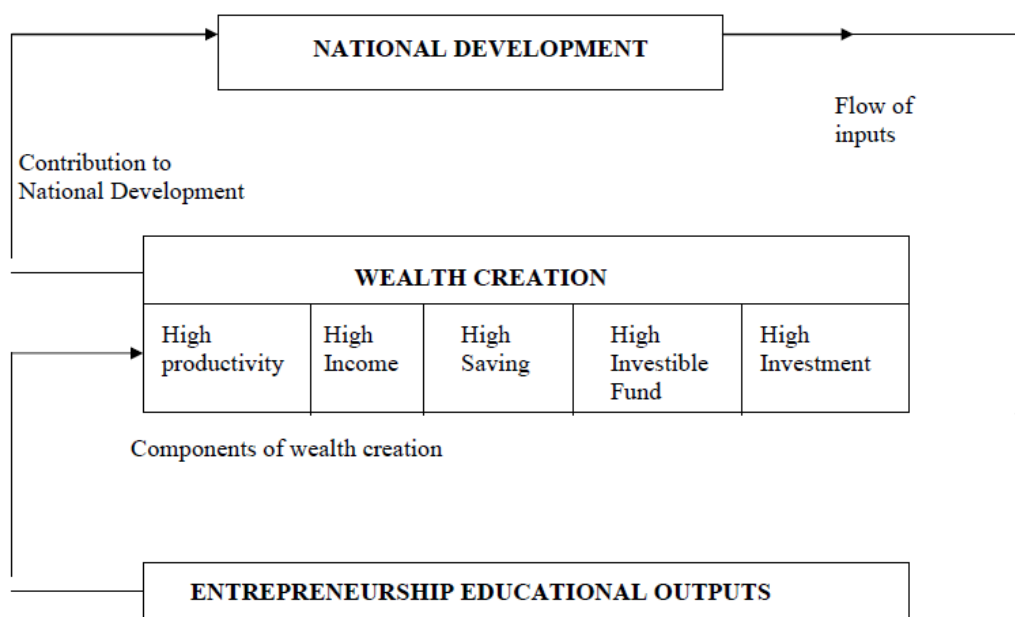 NATIONAL DEVELOPMENT
Flow of
inputs
Contribution to
National Development
WEALTH CREATION
High
productivity
High
Income
High
Saving
High
Investible
Fund
High
Investment
Components of wealth creation
ENTREPRENEURSHIP EDUCATIONAL OUTPUTS